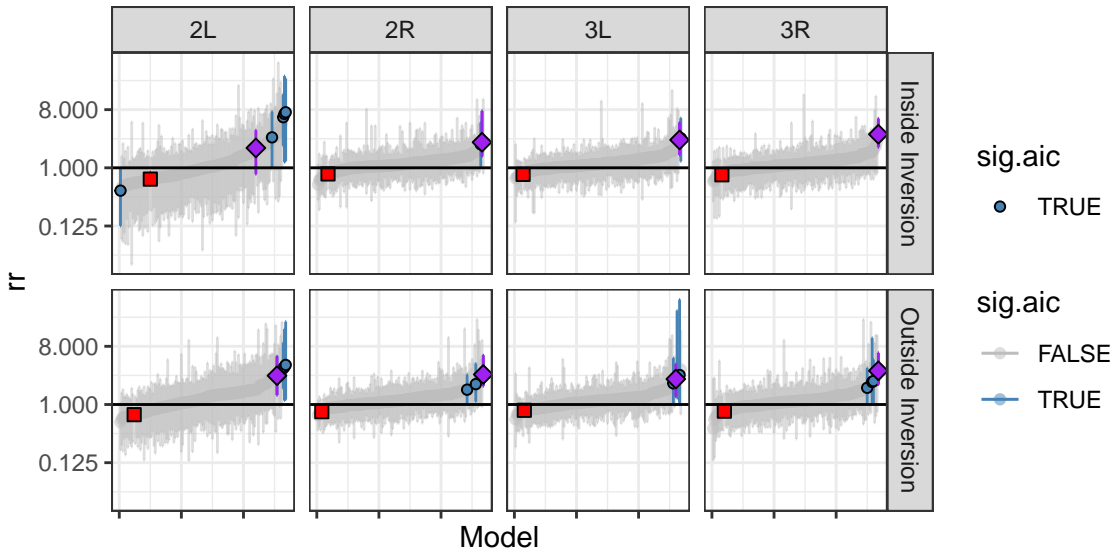 2L
2R
3L
3R
8.000
1.000
0.125
Inside Inversion
8.000
1.000
0.125
Outside Inversion
rr
Model
sig.aic
TRUE
sig.aic
FALSE
TRUE